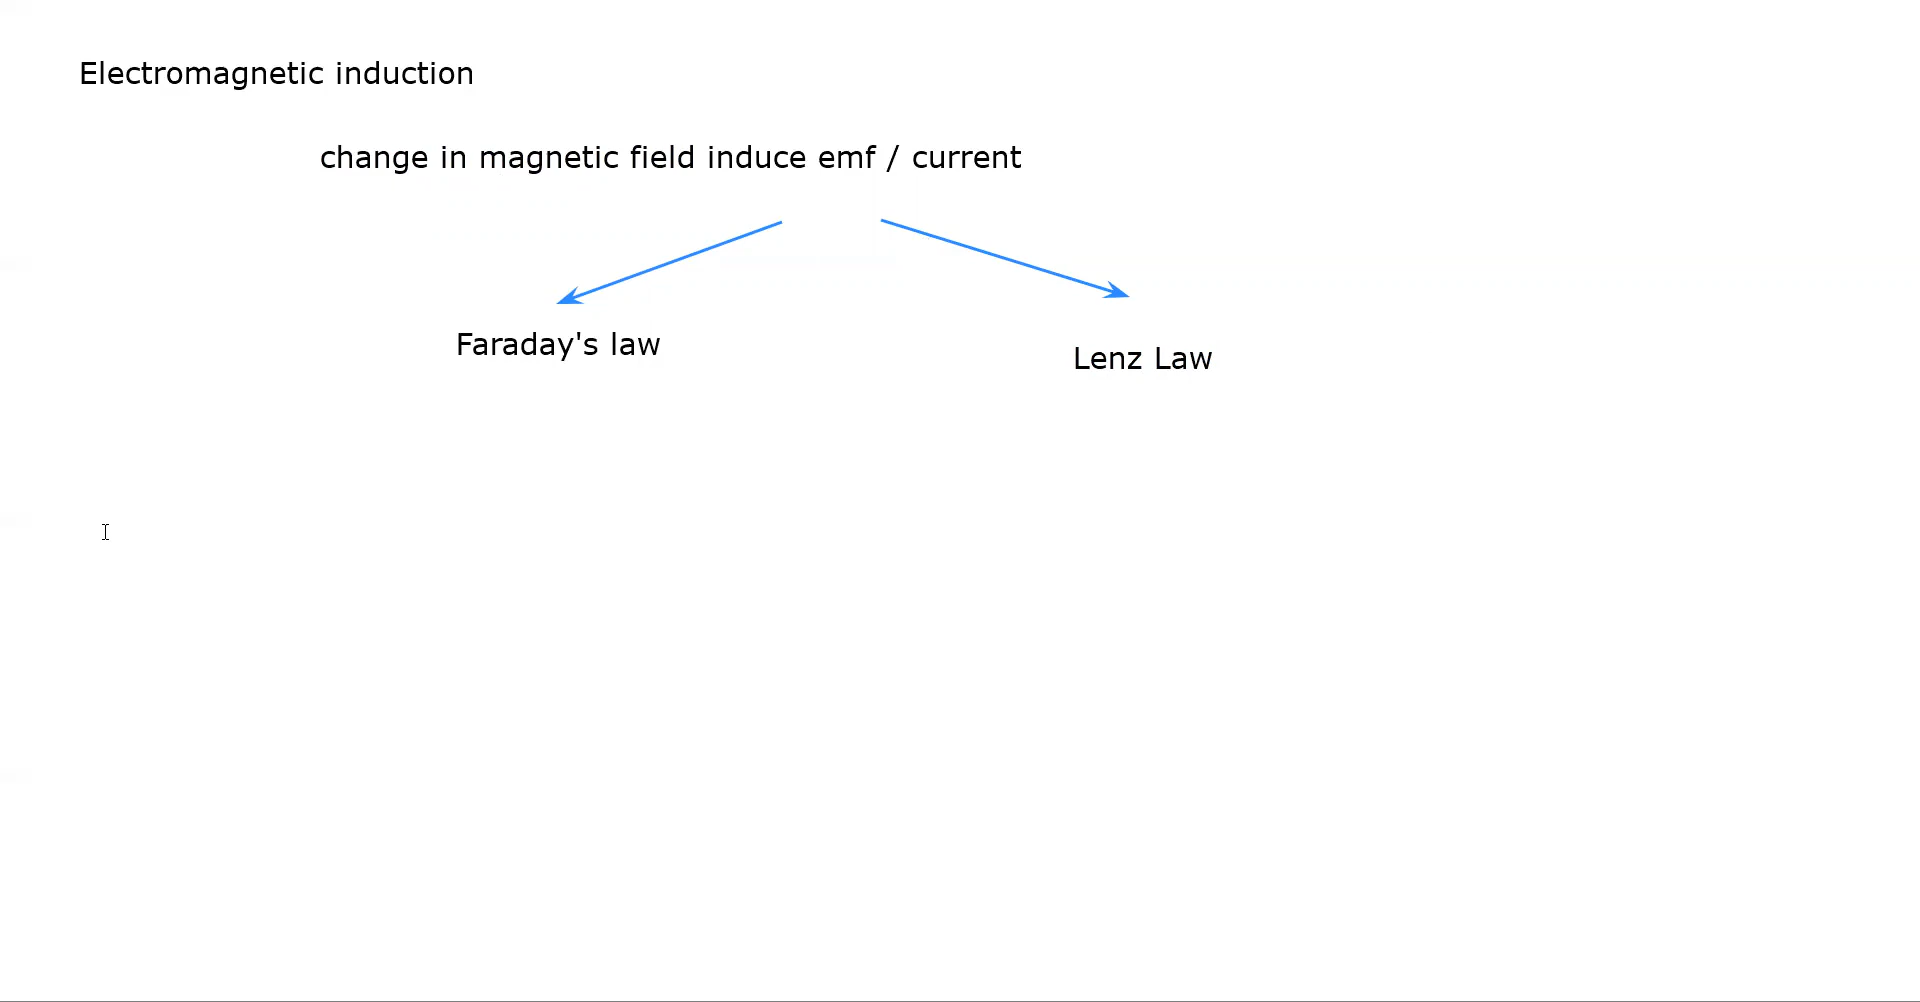 Electromagnetic induction
change in magnetic field induce emf / current
Faraday's law
Lenz Law